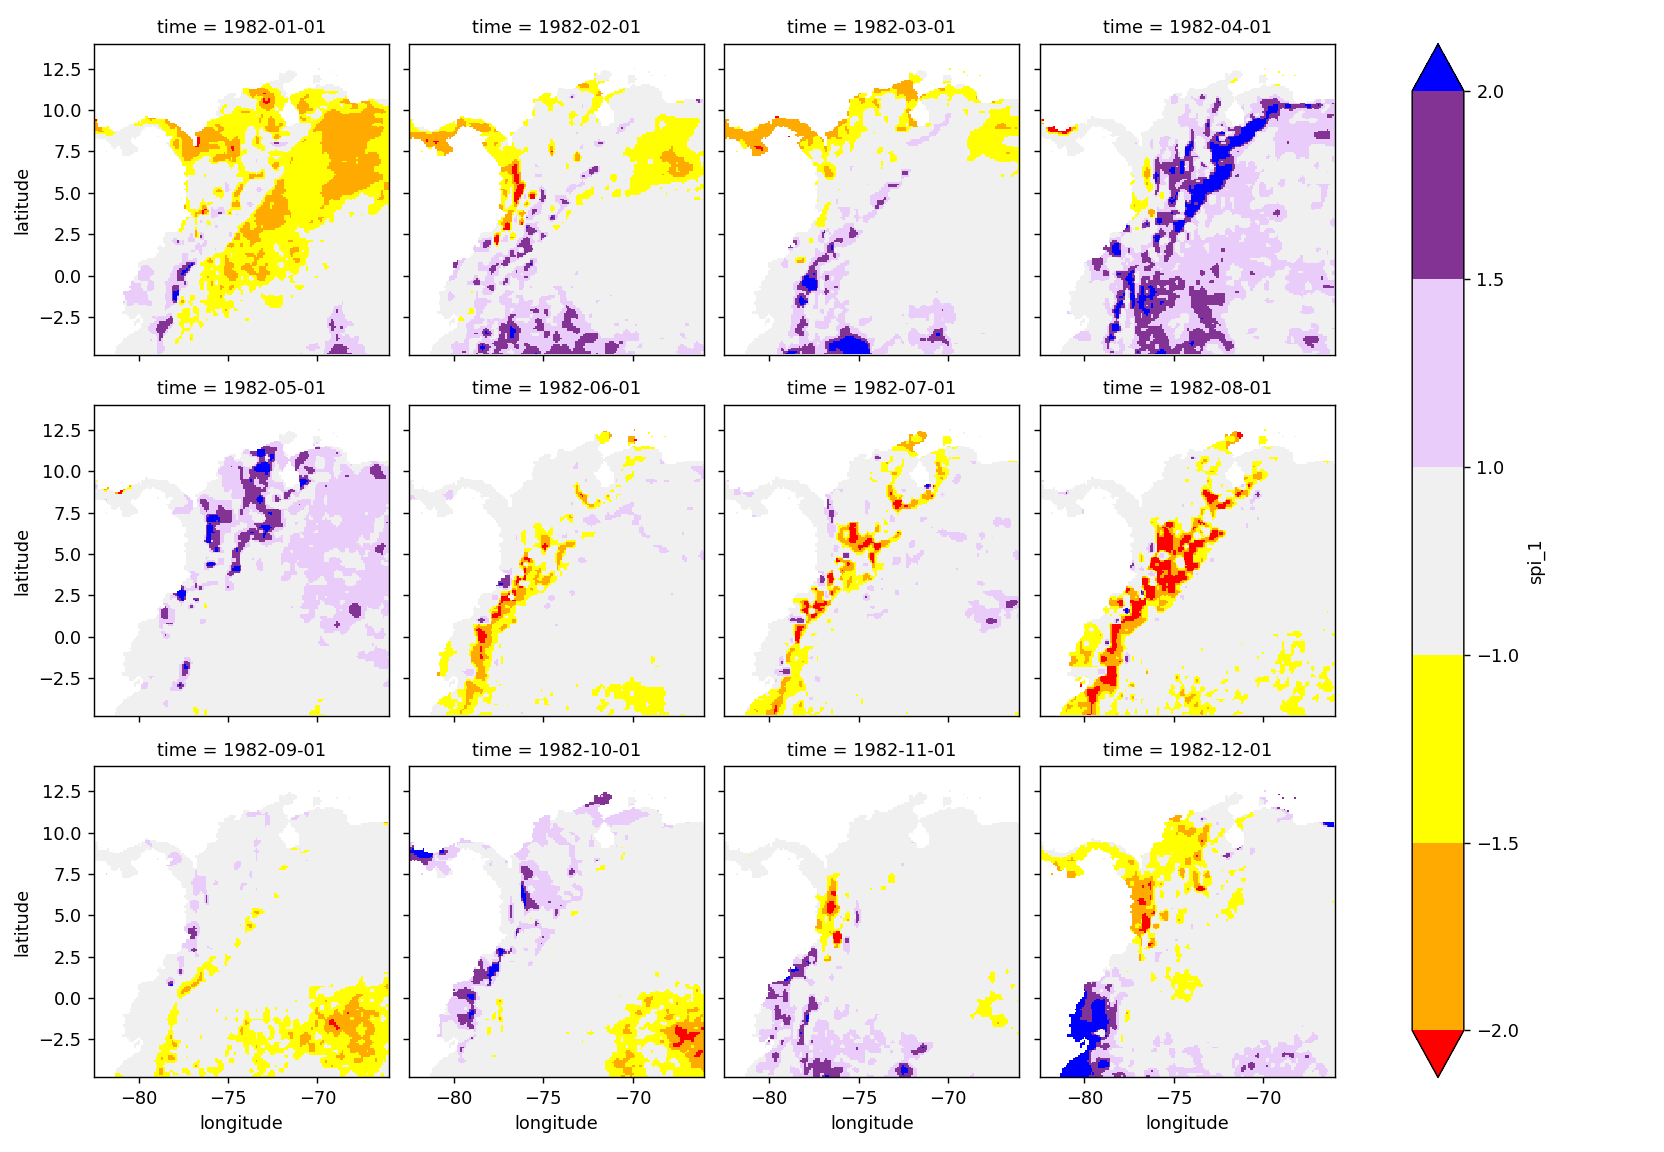 time = 1982-01-01
time = 1982-02-01
time = 1982-03-01
time = 1982-04-01
12.5
10.0
7.5
5.0
2.5
0.0
−2.5
latitude
time = 1982-05-01
time = 1982-06-01
time = 1982-07-01
time = 1982-08-01
12.5
10.0
7.5
5.0
2.5
0.0
−2.5
latitude
time = 1982-09-01
time = 1982-10-01
time = 1982-11-01
time = 1982-12-01
12.5
10.0
7.5
5.0
2.5
0.0
−2.5
latitude
−80 −75 −70
−80 −75 −70
−80 −75 −70
−80 −75 −70
longitude
longitude
longitude
longitude
2.0
1.5
1.0
−1.0
−1.5
−2.0
spi_1